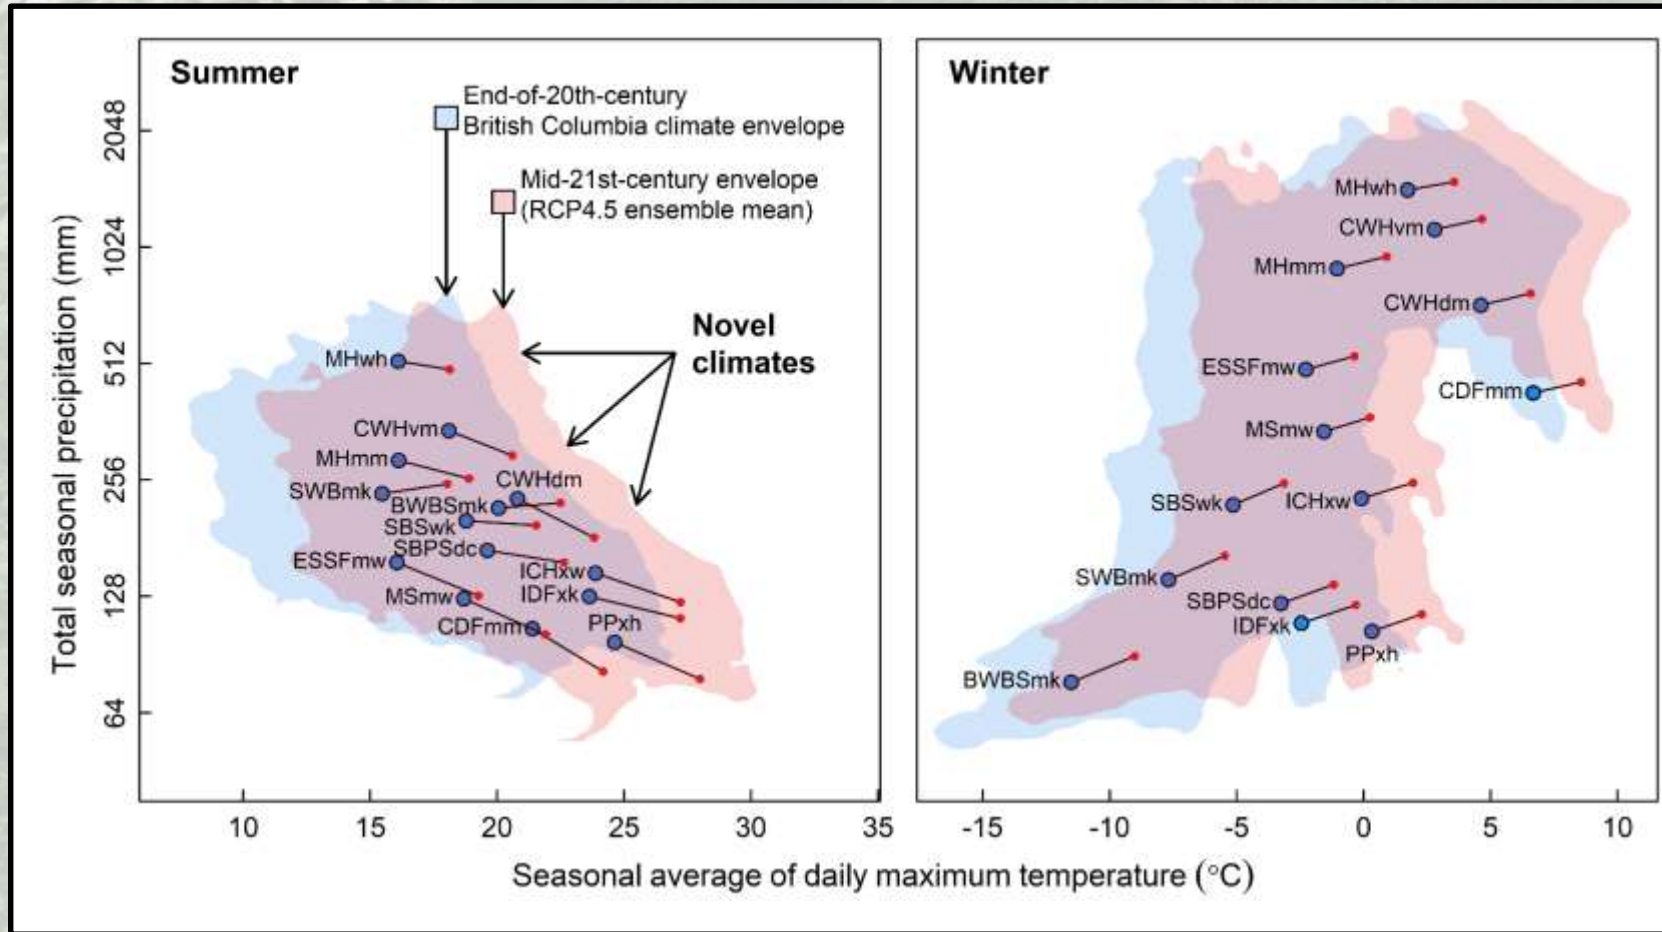 Summer
End-of-20th-century
British Columbia climate envelope
Mid-21st-century envelope
(RCP4.5 ensemble mean)
Novel
climates
MHwh
CWHvm
MHmm
CWHdm
SWBmk
BWBSmk
SBSwk
SBPSdc
ESSFmw
ICHxw
MSmw
IDFxk
CDFmm
PPxh
Total seasonal precipitation (mm)
2048
1024
512
256
128
64
10
15
20
25
30
35
Winter
MHwh
CWHvm
MHmm
CWHdm
ESSFmw
CDFmm
MSmw
SBSwk
ICHxw
SWBmk
SBPSdc
IDFxk
PPxh
BWBSmk
-15
-10
-5
0
5
10
Seasonal average of daily maximum temperature (°C)